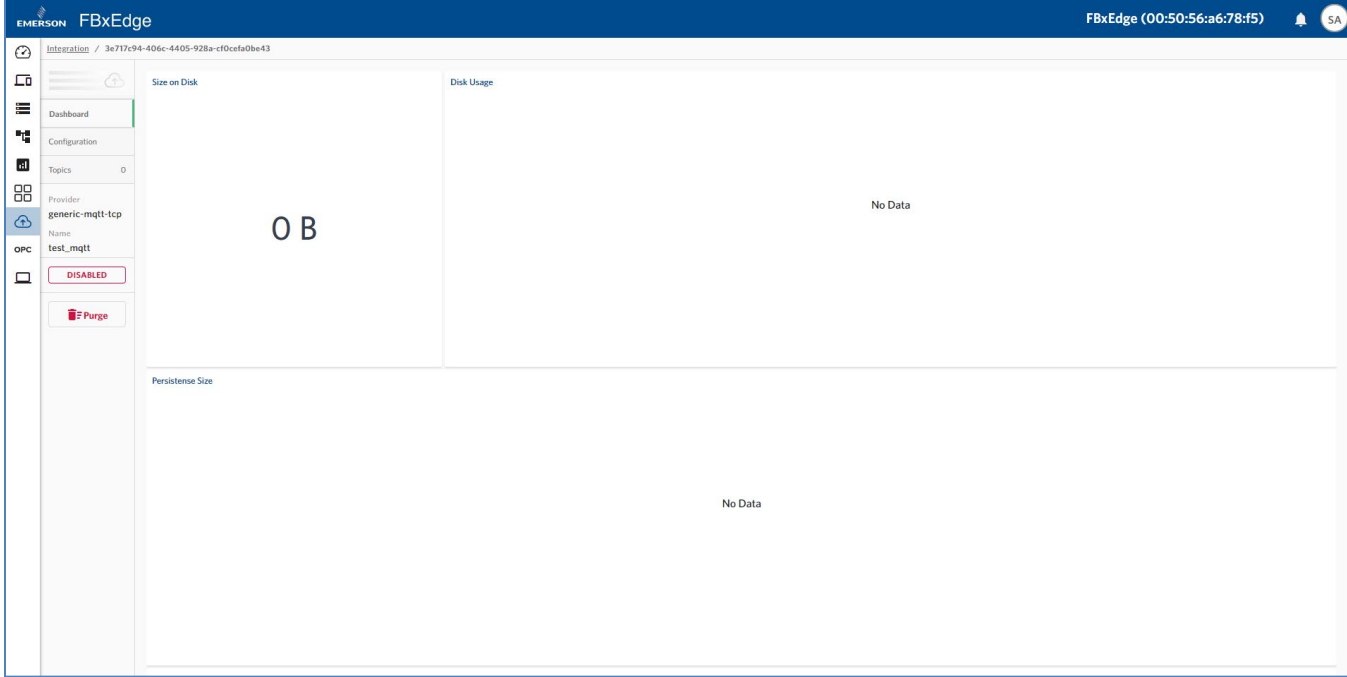 EMERSON FBxEdge
FBxEdge (00:50:56:a6:78:f5)
SA
Integration / 3e717c94-406c-4405-928a-cf0cefa0be43
Dashboard
Configuration
Topics 0
Provider
generic-mqtt-tcp
Name
test_mqtt
DISABLED
Purge
OPC
Size on Disk
0 B
Disk Usage
No Data
Persistense Size
No Data